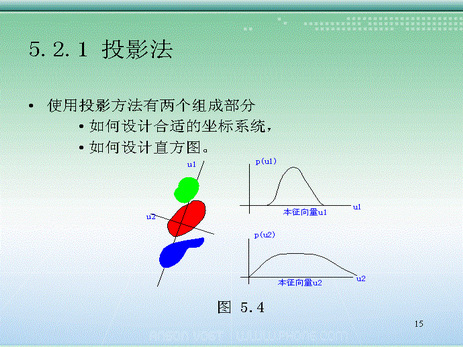 5.2.1 投影法
• 使用投影方法有两个组成部分
• 如何设计合适的坐标系统，
• 如何设计直方图。
u1
u2
p(u1)
u1
本征向量u1
p(u2)
u2
本征向量u2
图 5.4
15